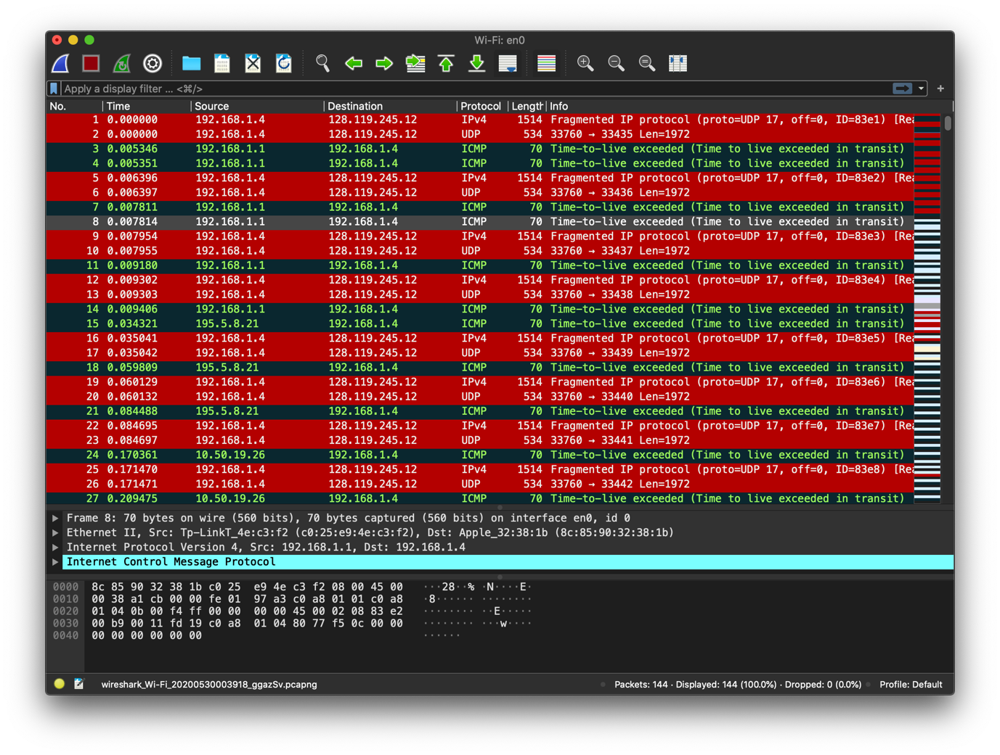 Wi-Fi: en0
Apply a display filter ... <⌘/>
No. Time Source Destination Protocol Length Info
1 0.000000 192.168.1.4 128.119.245.12 IPv4 1514 Fragmented IP protocol (proto=UDP 17, off=0, ID=83e1) [Rea
2 0.000000 192.168.1.4 128.119.245.12 UDP 534 33760 → 33435 Len=1972
3 0.005346 192.168.1.1 192.168.1.4 ICMP 70 Time-to-live exceeded (Time to live exceeded in transit)
4 0.005351 192.168.1.1 192.168.1.4 ICMP 70 Time-to-live exceeded (Time to live exceeded in transit)
5 0.006396 192.168.1.4 128.119.245.12 IPv4 1514 Fragmented IP protocol (proto=UDP 17, off=0, ID=83e2) [Rea
6 0.006397 192.168.1.4 128.119.245.12 UDP 534 33760 → 33436 Len=1972
7 0.007811 192.168.1.1 192.168.1.4 ICMP 70 Time-to-live exceeded (Time to live exceeded in transit)
8 0.007814 192.168.1.1 192.168.1.4 ICMP 70 Time-to-live exceeded (Time to live exceeded in transit)
9 0.007954 192.168.1.4 128.119.245.12 IPv4 1514 Fragmented IP protocol (proto=UDP 17, off=0, ID=83e3) [Rea
10 0.007955 192.168.1.4 128.119.245.12 UDP 534 33760 → 33437 Len=1972
11 0.009180 192.168.1.1 192.168.1.4 ICMP 70 Time-to-live exceeded (Time to live exceeded in transit)
12 0.009302 192.168.1.4 128.119.245.12 IPv4 1514 Fragmented IP protocol (proto=UDP 17, off=0, ID=83e4) [Rea
13 0.009303 192.168.1.4 128.119.245.12 UDP 534 33760 → 33438 Len=1972
14 0.009406 192.168.1.1 192.168.1.4 ICMP 70 Time-to-live exceeded (Time to live exceeded in transit)
15 0.034321 195.5.8.21 192.168.1.4 ICMP 70 Time-to-live exceeded (Time to live exceeded in transit)
16 0.035041 192.168.1.4 128.119.245.12 IPv4 1514 Fragmented IP protocol (proto=UDP 17, off=0, ID=83e5) [Rea
17 0.035042 192.168.1.4 128.119.245.12 UDP 534 33760 → 33439 Len=1972
18 0.059809 195.5.8.21 192.168.1.4 ICMP 70 Time-to-live exceeded (Time to live exceeded in transit)
19 0.060129 192.168.1.4 128.119.245.12 IPv4 1514 Fragmented IP protocol (proto=UDP 17, off=0, ID=83e6) [Rea
20 0.060132 192.168.1.4 128.119.245.12 UDP 534 33760 → 33440 Len=1972
21 0.084488 195.5.8.21 192.168.1.4 ICMP 70 Time-to-live exceeded (Time to live exceeded in transit)
22 0.084695 192.168.1.4 128.119.245.12 IPv4 1514 Fragmented IP protocol (proto=UDP 17, off=0, ID=83e7) [Rea
23 0.084697 192.168.1.4 128.119.245.12 UDP 534 33760 → 33441 Len=1972
24 0.170361 10.50.19.26 192.168.1.4 ICMP 70 Time-to-live exceeded (Time to live exceeded in transit)
25 0.171470 192.168.1.4 128.119.245.12 IPv4 1514 Fragmented IP protocol (proto=UDP 17, off=0, ID=83e8) [Rea
26 0.171471 192.168.1.4 128.119.245.12 UDP 534 33760 → 33442 Len=1972
27 0.209475 10.50.19.26 192.168.1.4 ICMP 70 Time-to-live exceeded (Time to live exceeded in transit)
Frame 8: 70 bytes on wire (560 bits), 70 bytes captured (560 bits) on interface en0, id 0
Ethernet II, Src: Tp-LinkT_4e:c3:f2 (c0:25:e9:4e:c3:f2), Dst: Apple_32:38:1b (8c:85:90:32:38:1b)
Internet Protocol Version 4, Src: 192.168.1.1, Dst: 192.168.1.4
Internet Control Message Protocol
0000 8c 85 90 32 38 1b c0 25 e9 4e c3 f2 08 00 45 00 ···28··% ·N····E·
0010 00 38 a1 cb 00 00 fe 01 97 a3 c0 a8 01 01 c0 a8 ·8······ ········
0020 01 04 0b 00 f4 ff 00 00 00 00 45 00 02 08 83 e2 ········ ··E·····
0030 00 b9 00 11 fd 19 c0 a8 01 04 80 77 f5 0c 00 00 ········ ···w····
0040 00 00 00 00 00 00 ······
wireshark_Wi-Fi_20200530003918_ggazSv.pcapng Packets: 144 · Displayed: 144 (100.0%) · Dropped: 0 (0.0%) Profile: Default